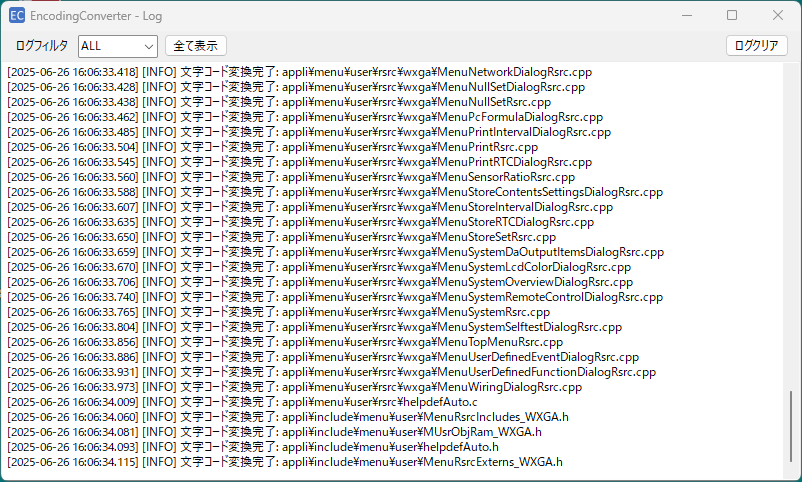 EC EncodingConverter - Log
ログフィルタ ALL 全て表示 ログクリア
[2025-06-26 16:06:33.418] [INFO] 文字コード変換完了: appli¥menu¥user¥rsrc¥wxga¥MenuNetworkDialogRsrc.cpp
[2025-06-26 16:06:33.428] [INFO] 文字コード変換完了: appli¥menu¥user¥rsrc¥wxga¥MenuNullSetDialogRsrc.cpp
[2025-06-26 16:06:33.438] [INFO] 文字コード変換完了: appli¥menu¥user¥rsrc¥wxga¥MenuNullSetRsrc.cpp
[2025-06-26 16:06:33.462] [INFO] 文字コード変換完了: appli¥menu¥user¥rsrc¥wxga¥MenuPcFormulaDialogRsrc.cpp
[2025-06-26 16:06:33.485] [INFO] 文字コード変換完了: appli¥menu¥user¥rsrc¥wxga¥MenuPrintIntervalDialogRsrc.cpp
[2025-06-26 16:06:33.504] [INFO] 文字コード変換完了: appli¥menu¥user¥rsrc¥wxga¥MenuPrintRsrc.cpp
[2025-06-26 16:06:33.545] [INFO] 文字コード変換完了: appli¥menu¥user¥rsrc¥wxga¥MenuPrintRTCDialogRsrc.cpp
[2025-06-26 16:06:33.560] [INFO] 文字コード変換完了: appli¥menu¥user¥rsrc¥wxga¥MenuSensorRatioRsrc.cpp
[2025-06-26 16:06:33.588] [INFO] 文字コード変換完了: appli¥menu¥user¥rsrc¥wxga¥MenuStoreContentsSettingsDialogRsrc.cpp
[2025-06-26 16:06:33.607] [INFO] 文字コード変換完了: appli¥menu¥user¥rsrc¥wxga¥MenuStoreIntervalDialogRsrc.cpp
[2025-06-26 16:06:33.635] [INFO] 文字コード変換完了: appli¥menu¥user¥rsrc¥wxga¥MenuStoreRTCDialogRsrc.cpp
[2025-06-26 16:06:33.650] [INFO] 文字コード変換完了: appli¥menu¥user¥rsrc¥wxga¥MenuStoreSetRsrc.cpp
[2025-06-26 16:06:33.659] [INFO] 文字コード変換完了: appli¥menu¥user¥rsrc¥wxga¥MenuSystemDaOutputItemsDialogRsrc.cpp
[2025-06-26 16:06:33.670] [INFO] 文字コード変換完了: appli¥menu¥user¥rsrc¥wxga¥MenuSystemLcdColorDialogRsrc.cpp
[2025-06-26 16:06:33.706] [INFO] 文字コード変換完了: appli¥menu¥user¥rsrc¥wxga¥MenuSystemOverviewDialogRsrc.cpp
[2025-06-26 16:06:33.740] [INFO] 文字コード変換完了: appli¥menu¥user¥rsrc¥wxga¥MenuSystemRemoteControlDialogRsrc.cpp
[2025-06-26 16:06:33.765] [INFO] 文字コード変換完了: appli¥menu¥user¥rsrc¥wxga¥MenuSystemRsrc.cpp
[2025-06-26 16:06:33.804] [INFO] 文字コード変換完了: appli¥menu¥user¥rsrc¥wxga¥MenuSystemSelftestDialogRsrc.cpp
[2025-06-26 16:06:33.856] [INFO] 文字コード変換完了: appli¥menu¥user¥rsrc¥wxga¥MenuTopMenuRsrc.cpp
[2025-06-26 16:06:33.886] [INFO] 文字コード変換完了: appli¥menu¥user¥rsrc¥wxga¥MenuUserDefinedEventDialogRsrc.cpp
[2025-06-26 16:06:33.931] [INFO] 文字コード変換完了: appli¥menu¥user¥rsrc¥wxga¥MenuUserDefinedFunctionDialogRsrc.cpp
[2025-06-26 16:06:33.973] [INFO] 文字コード変換完了: appli¥menu¥user¥rsrc¥wxga¥MenuWiringDialogRsrc.cpp
[2025-06-26 16:06:34.009] [INFO] 文字コード変換完了: appli¥menu¥user¥rsrc¥helpdefAuto.c
[2025-06-26 16:06:34.060] [INFO] 文字コード変換完了: appli¥include¥menu¥user¥MenuRsrcIncludes_WXGA.h
[2025-06-26 16:06:34.081] [INFO] 文字コード変換完了: appli¥include¥menu¥user¥MUsrObjRam_WXGA.h
[2025-06-26 16:06:34.093] [INFO] 文字コード変換完了: appli¥include¥menu¥user¥helpdefAuto.h
[2025-06-26 16:06:34.115] [INFO] 文字コード変換完了: appli¥include¥menu¥user¥MenuRsrcExterns_WXGA.h